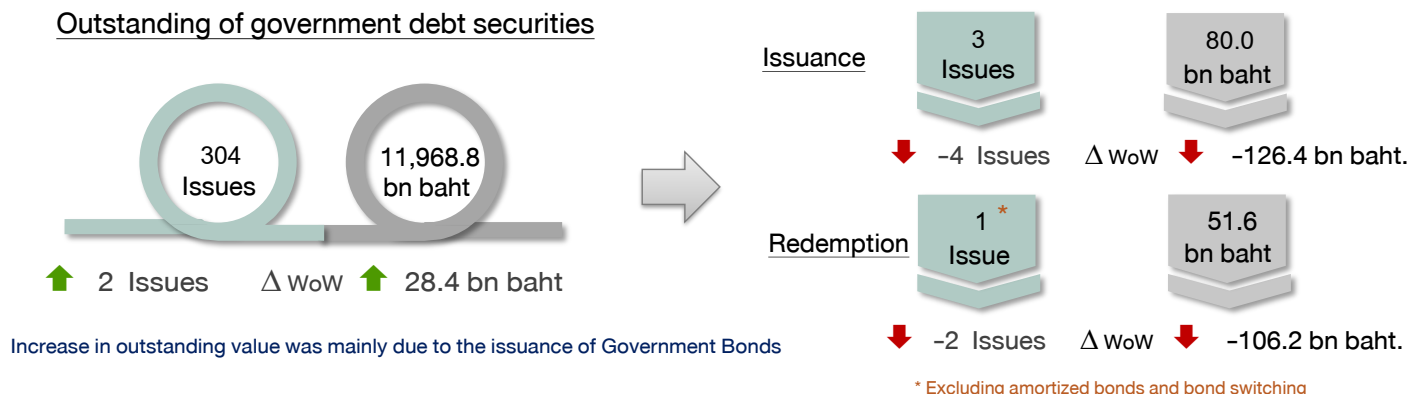 Outstanding of government debt securities
304
Issues
11,968.8
bn baht
2 Issues Δ WoW 28.4 bn baht
Increase in outstanding value was mainly due to the issuance of Government Bonds
Issuance
3
Issues
80.0
bn baht
-4 Issues Δ WoW -126.4 bn baht.
Redemption
1 *
Issue
51.6
bn baht
-2 Issues Δ WoW -106.2 bn baht.
* Excluding amortized bonds and bond switching